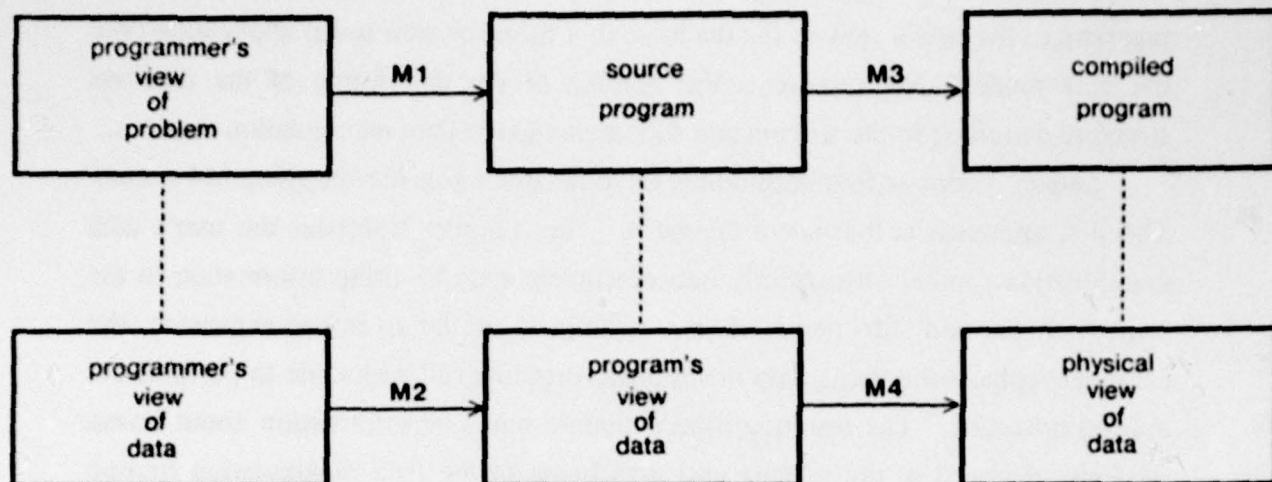 programmer's
view
of
problem
M1
source
program
M3
compiled
program
programmer's
view
of
data
M2
program's
view
of
data
M4
physical
view
of
data